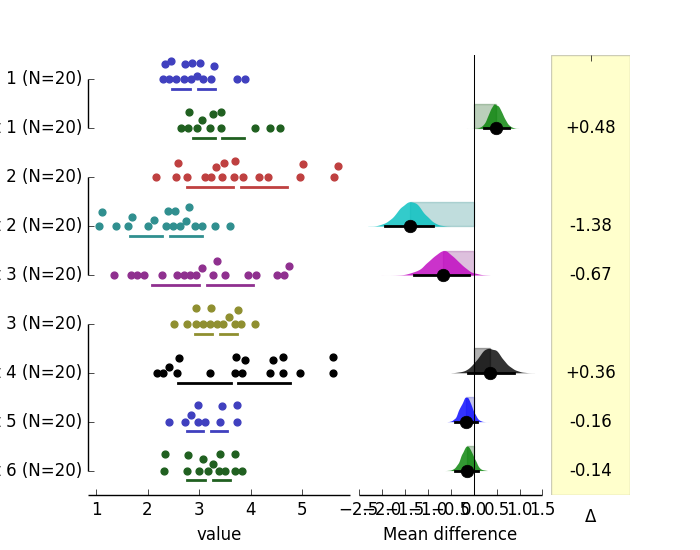 1 (N=20)
1 (N=20) +0.48
2 (N=20)
2 (N=20) -1.38
3 (N=20) -0.67
3 (N=20)
4 (N=20) +0.36
5 (N=20) -0.16
6 (N=20) -0.14
1 2 3 4 5 −2.5 −2.0 −1.5 −1.0 −0.5 0.0 0.5 1.0 1.5
value Mean difference Δ